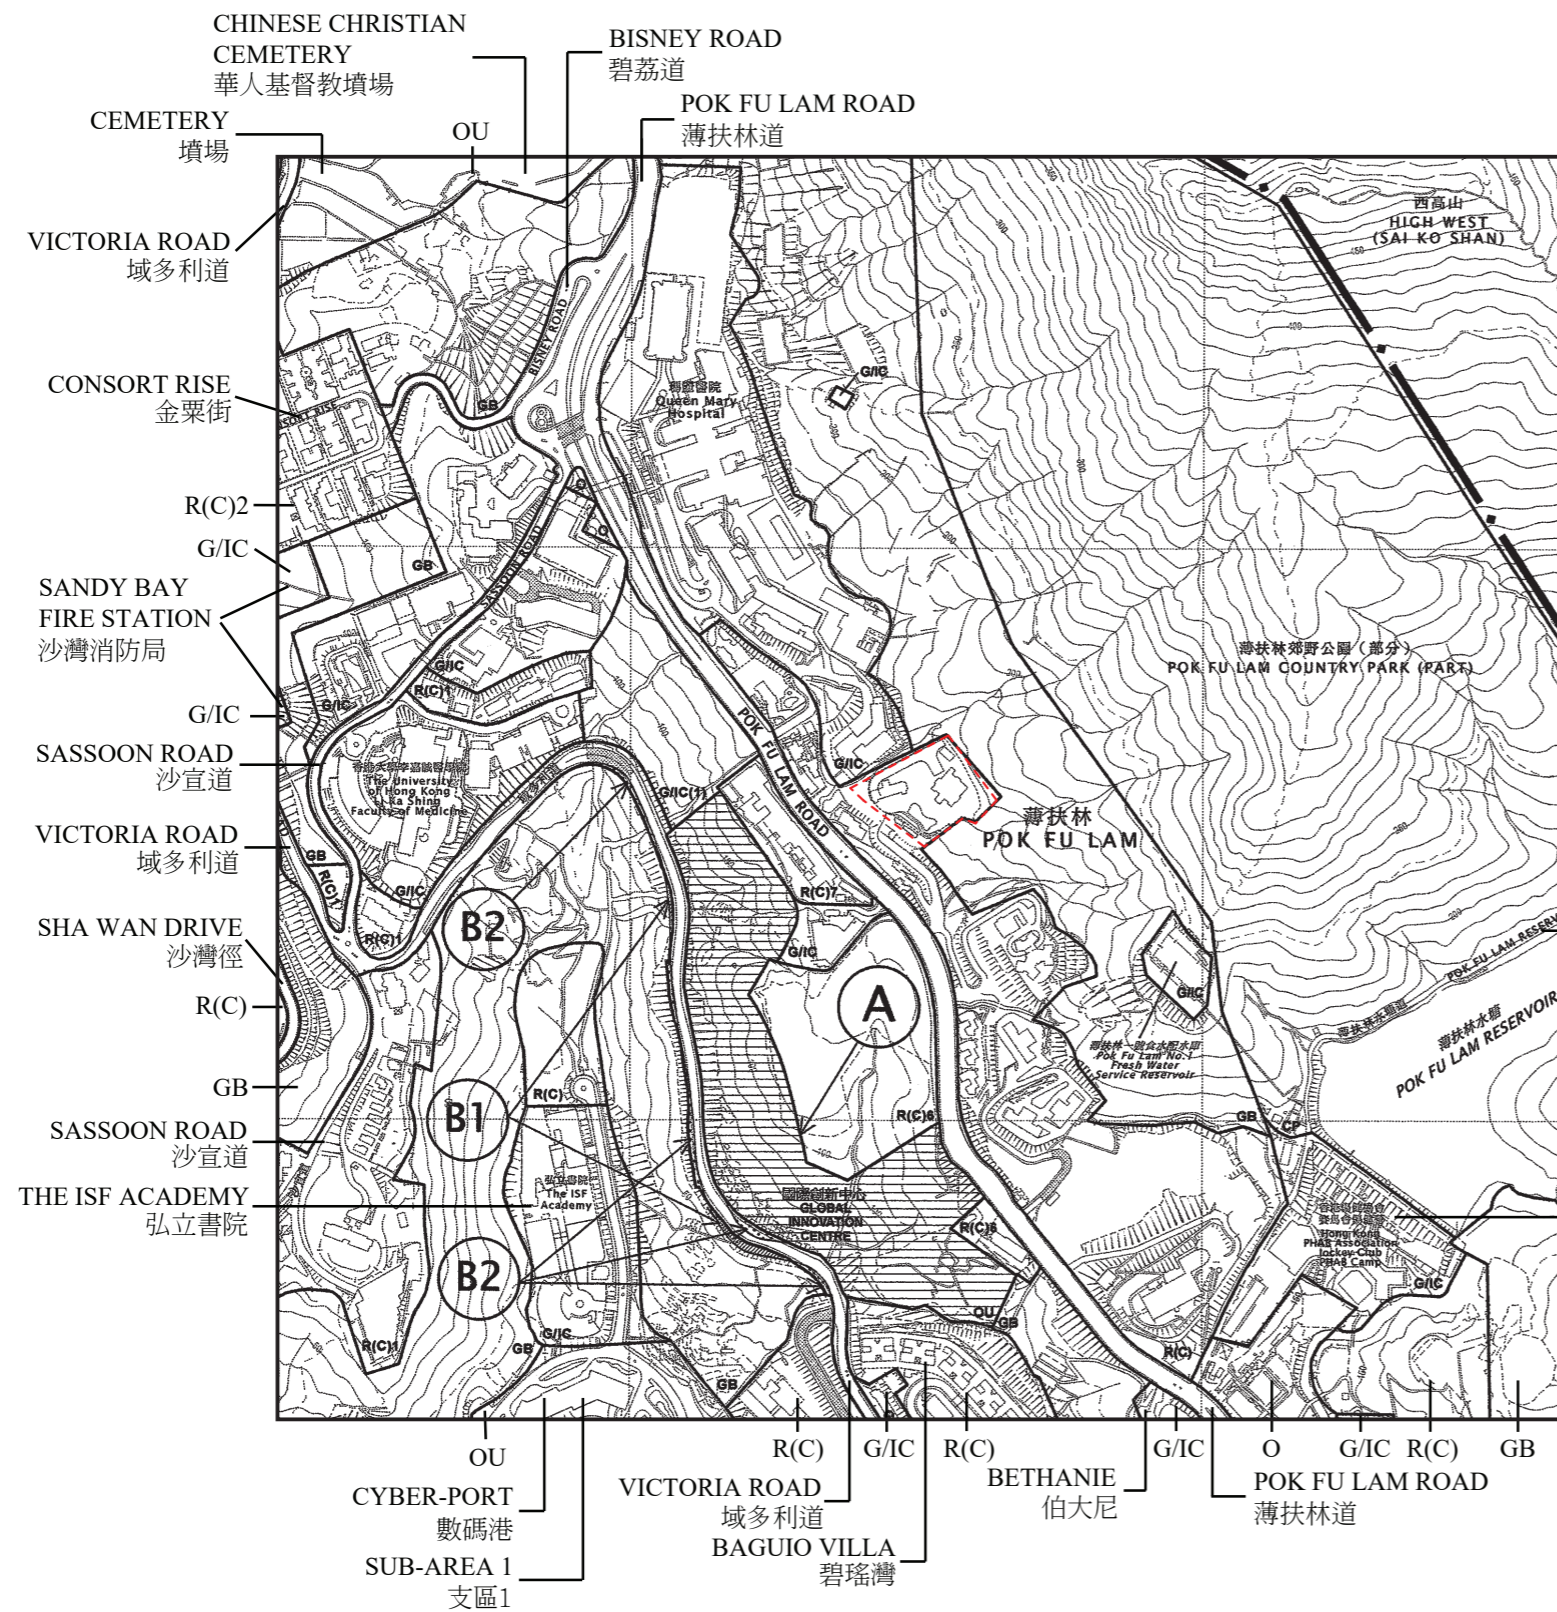 CHINESE CHRISTIAN
CEMETERY
華人基督教墳場
BISNEY ROAD
碧荔道
POK FU LAM ROAD
薄扶林道
CEMETERY
墳場
OU
VICTORIA ROAD
域多利道
CONSORT RISE
金粟街
R(C)2
G/IC
SANDY BAY
FIRE STATION
沙灣消防局
G/IC
SASSOON ROAD
沙宣道
VICTORIA ROAD
域多利道
SHA WAN DRIVE
沙灣徑
R(C)
GB
SASSOON ROAD
沙宣道
THE ISF ACADEMY
弘立書院
西高山
HIGH WEST
(SAI KO SHAN)
BISNEY ROAD
GB
瑪麗醫院
Queen Mary
Hospital
G/IC
O
O
GB
SASSOON ROAD
G/IC
R(C)1
G/IC
薄扶林郊野公園（部分）
POK FU LAM COUNTRY PARK (PART)
POK FU LAM ROAD
G/IC
G/IC(1)
The University
of Hong Kong
Li Ka Shing
Faculty of Medicine
薄扶林
POK FU LAM
GB
R(C)1
G/IC
R(C)1
B2
R(C)7
G/IC
A
G/IC
薄扶林一號食水配水庫
Pok Fu Lam No.1
Fresh Water
Service Reservoir
薄扶林水塘
POK FU LAM RESERVOIR
POK FU LAM RESERV
B1
R(C)
R(C)6
GB
CP
弘立書院
The ISF
Academy
國際創新中心
GLOBAL
INNOVATION
CENTRE
R(C)6
Hong Kong
PHAB Association
Jockey Club
PHAB Camp
G/IC
B2
OU
GB
R(C)1
GB
G/IC
R(C)
GB
OU
R(C)
G/IC
R(C)
G/IC
O
G/IC
R(C)
GB
CYBER-PORT
數碼港
VICTORIA ROAD
域多利道
BETHANIE
伯大尼
POK FU LAM ROAD
薄扶林道
BAGUIO VILLA
碧瑤灣
SUB-AREA 1
支區1